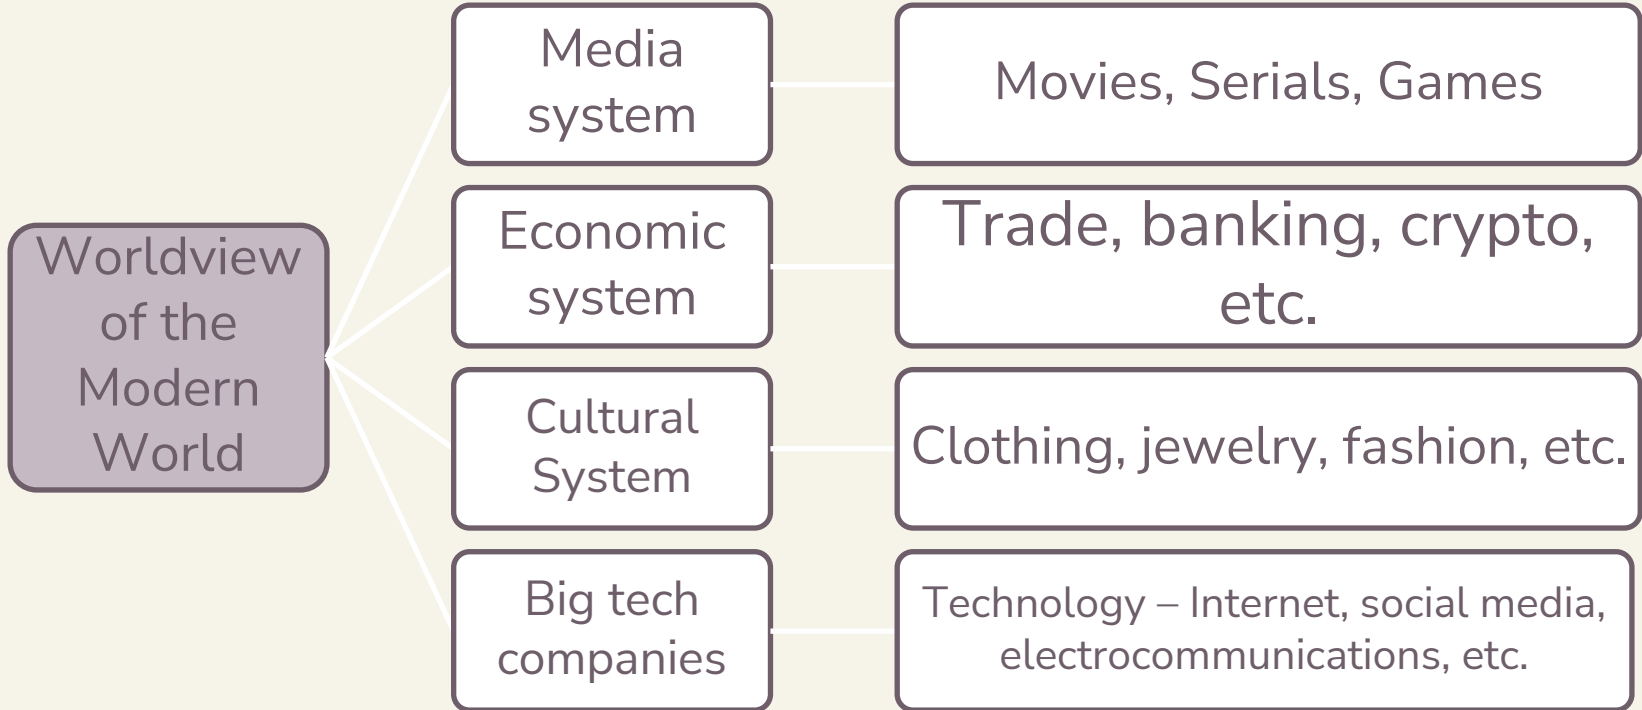 Worldview
of the
Modern
World
Media
system
Movies, Serials, Games
Economic
system
Trade, banking, crypto,
etc.
Cultural
System
Clothing, jewelry, fashion, etc.
Big tech
companies
Technology – Internet, social media,
electrocommunications, etc.